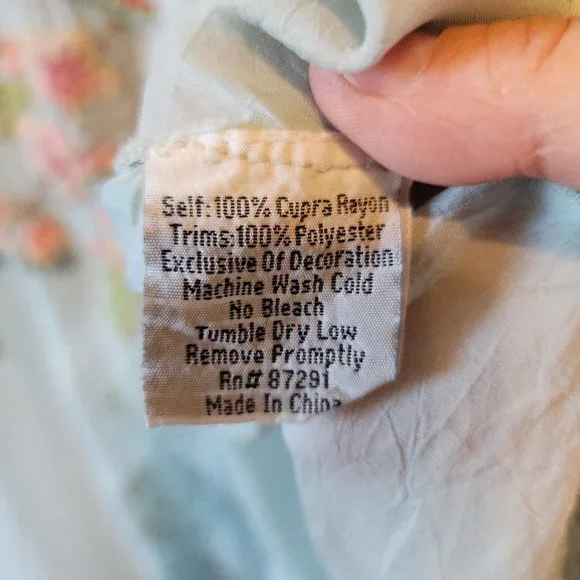 Self:100% Cupra Rayon
Trims:100% Polyester
Exclusive Of Decoration
Machine Wash Cold
No Bleach
Tumble Dry Low
Remove Promptly
Rn# 87291
Made In China